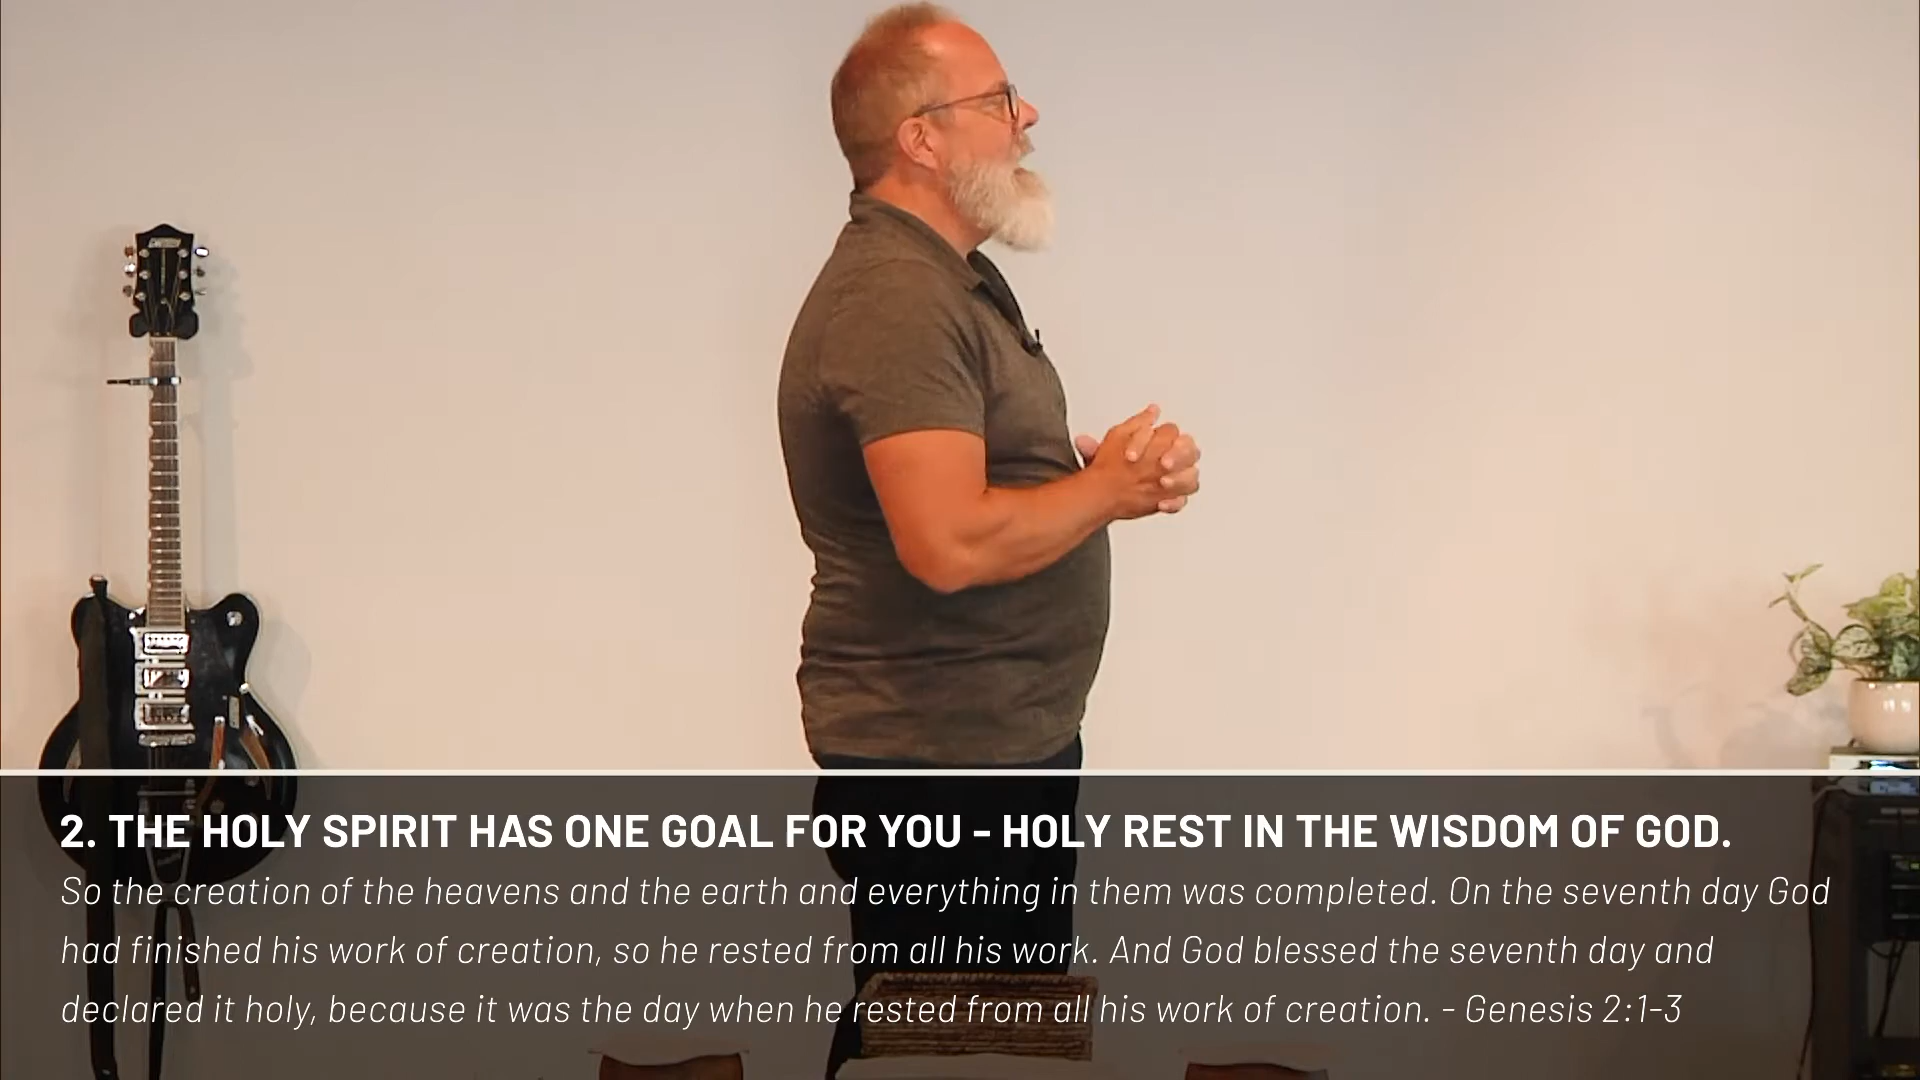 2. THE HOLY SPIRIT HAS ONE GOAL FOR YOU - HOLY REST IN THE WISDOM OF GOD.
So the creation of the heavens and the earth and everything in them was completed. On the seventh day God
had finished his work of creation, so he rested from all his work. And God blessed the seventh day and
declared it holy, because it was the day when he rested from all his work of creation. - Genesis 2:1-3